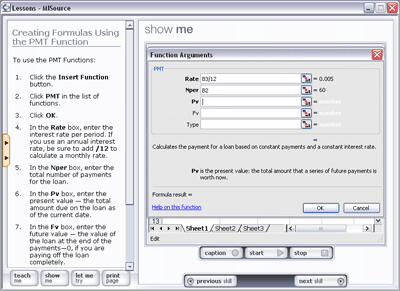 Lessons - MISource
Creating Formulas Using
the PMT Function
To use the PMT Functions:
1. Click the Insert Function
button.
2. Click PMT in the list of
functions.
3. Click OK.
4. In the Rate box, enter the
interest rate per period. If
you use an annual interest
rate, be sure to add /12 to
calculate a monthly rate.
5. In the Nper box, enter the
total number of payments
for the loan.
6. In the Pv box, enter the
present value — the total
amount due on the loan as
of the current date.
7. In the Fv box, enter the
future value — the value of
the loan at the end of the
payments—0, if you are
paying off the loan
completely.
teach me
show me
let me try
print page
show me
Function Arguments
PMT
Rate B3/12 = 0.005
Nper B2 = 60
Pv = number
Fv = number
Type = number
=
Calculates the payment for a loan based on constant payments and a constant interest rate.
Pv is the present value: the total amount that a series of future payments is
worth now.
Formula result =
Help on this function
OK Cancel
13
Sheet1 Sheet2 Sheet3
Edit
caption start stop
previous skill next skill